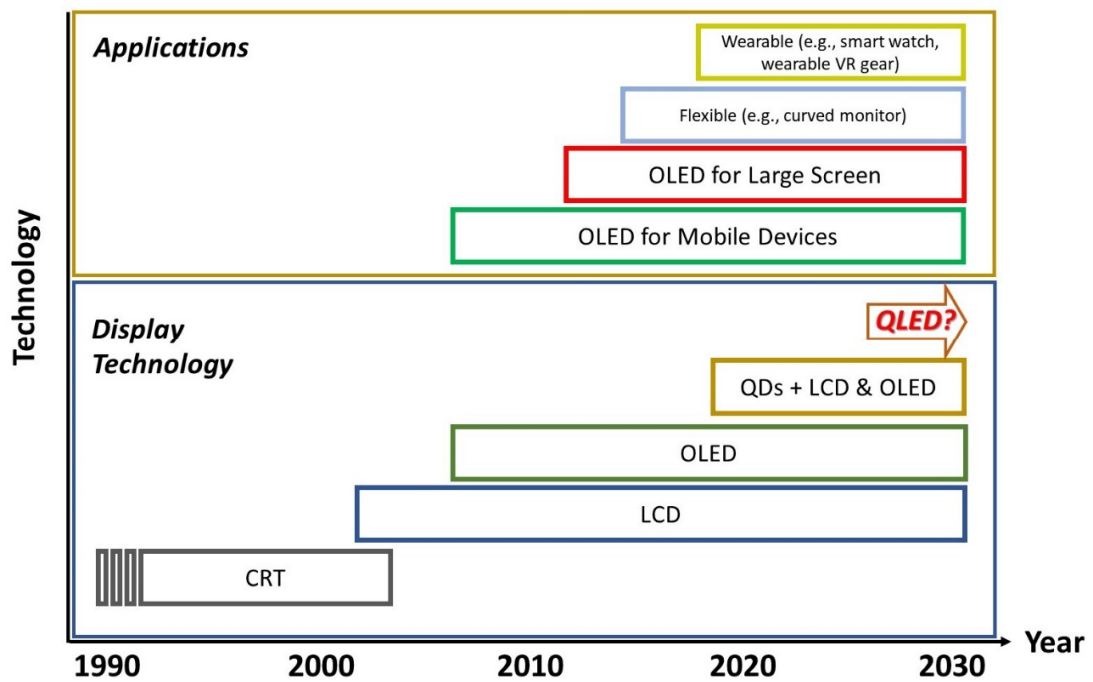 Applications
Wearable (e.g., smart watch,
wearable VR gear)
Flexible (e.g., curved monitor)
OLED for Large Screen
OLED for Mobile Devices
Technology
Display
Technology
QLED?
QDs + LCD & OLED
OLED
LCD
CRT
Year
1990 2000 2010 2020 2030